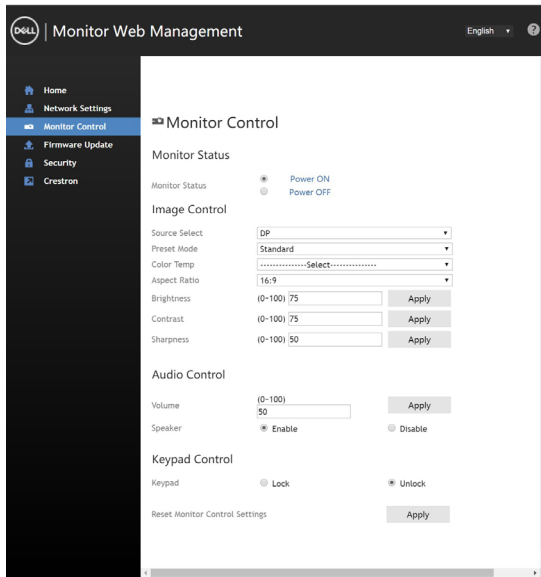 DELL | Monitor Web Management
English
?
Home
Network Settings
Monitor Control
Firmware Update
Security
Crestron
Monitor Control
Monitor Status
Monitor Status
Power ON
Power OFF
Image Control
Source Select DP
Preset Mode Standard
Color Temp ---------------Select---------------
Aspect Ratio 16:9
Brightness (0~100) 75 Apply
Contrast (0~100) 75 Apply
Sharpness (0~100) 50 Apply
Audio Control
Volume (0~100) 50 Apply
Speaker Enable Disable
Keypad Control
Keypad Lock Unlock
Reset Monitor Control Settings Apply